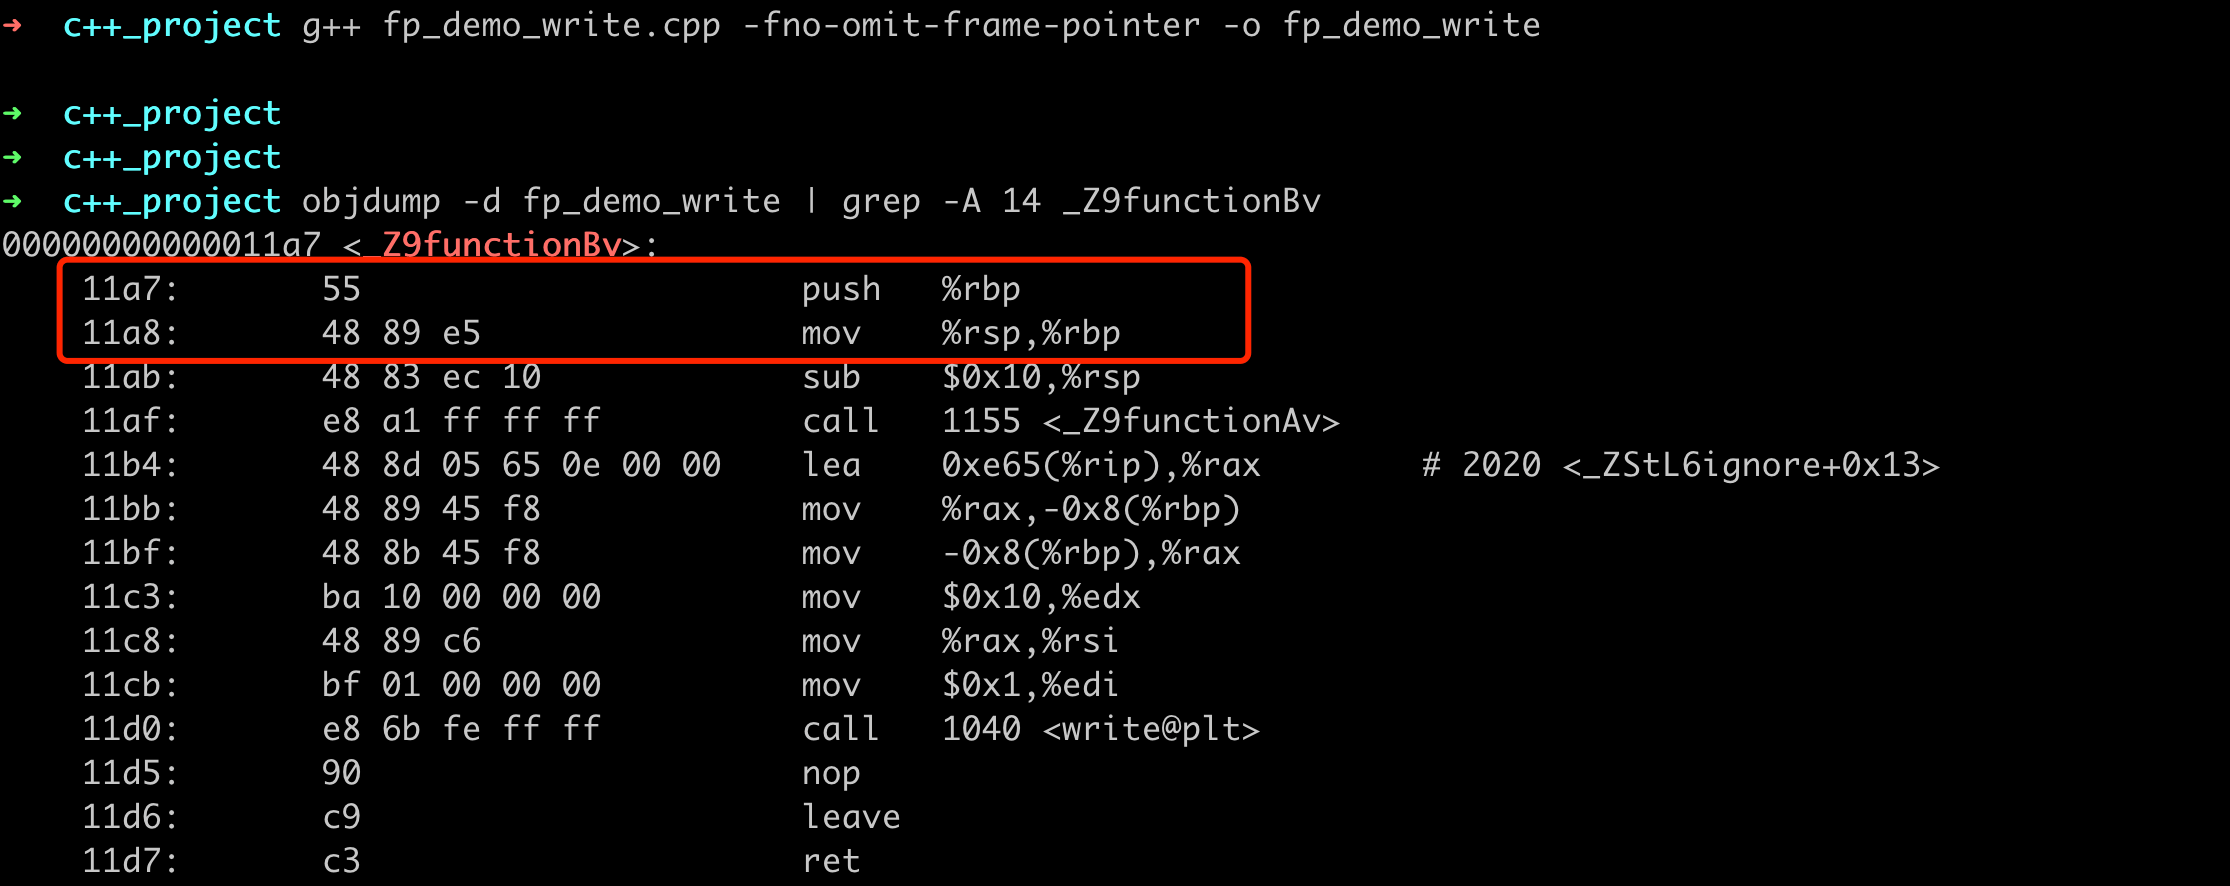 ➜ c++_project g++ fp_demo_write.cpp -fno-omit-frame-pointer -o fp_demo_write
➜ c++_project
➜ c++_project
➜ c++_project objdump -d fp_demo_write | grep -A 14 _Z9functionBv
00000000000011a7 <_Z9functionBv>:
11a7: 55 push %rbp
11a8: 48 89 e5 mov %rsp,%rbp
11ab: 48 83 ec 10 sub $0x10,%rsp
11af: e8 a1 ff ff ff call 1155 <_Z9functionAv>
11b4: 48 8d 05 65 0e 00 00 lea 0xe65(%rip),%rax # 2020 <_ZStL6ignore+0x13>
11bb: 48 89 45 f8 mov %rax,-0x8(%rbp)
11bf: 48 8b 45 f8 mov -0x8(%rbp),%rax
11c3: ba 10 00 00 00 mov $0x10,%edx
11c8: 48 89 c6 mov %rax,%rsi
11cb: bf 01 00 00 00 mov $0x1,%edi
11d0: e8 6b fe ff ff call 1040 <write@plt>
11d5: 90 nop
11d6: c9 leave
11d7: c3 ret